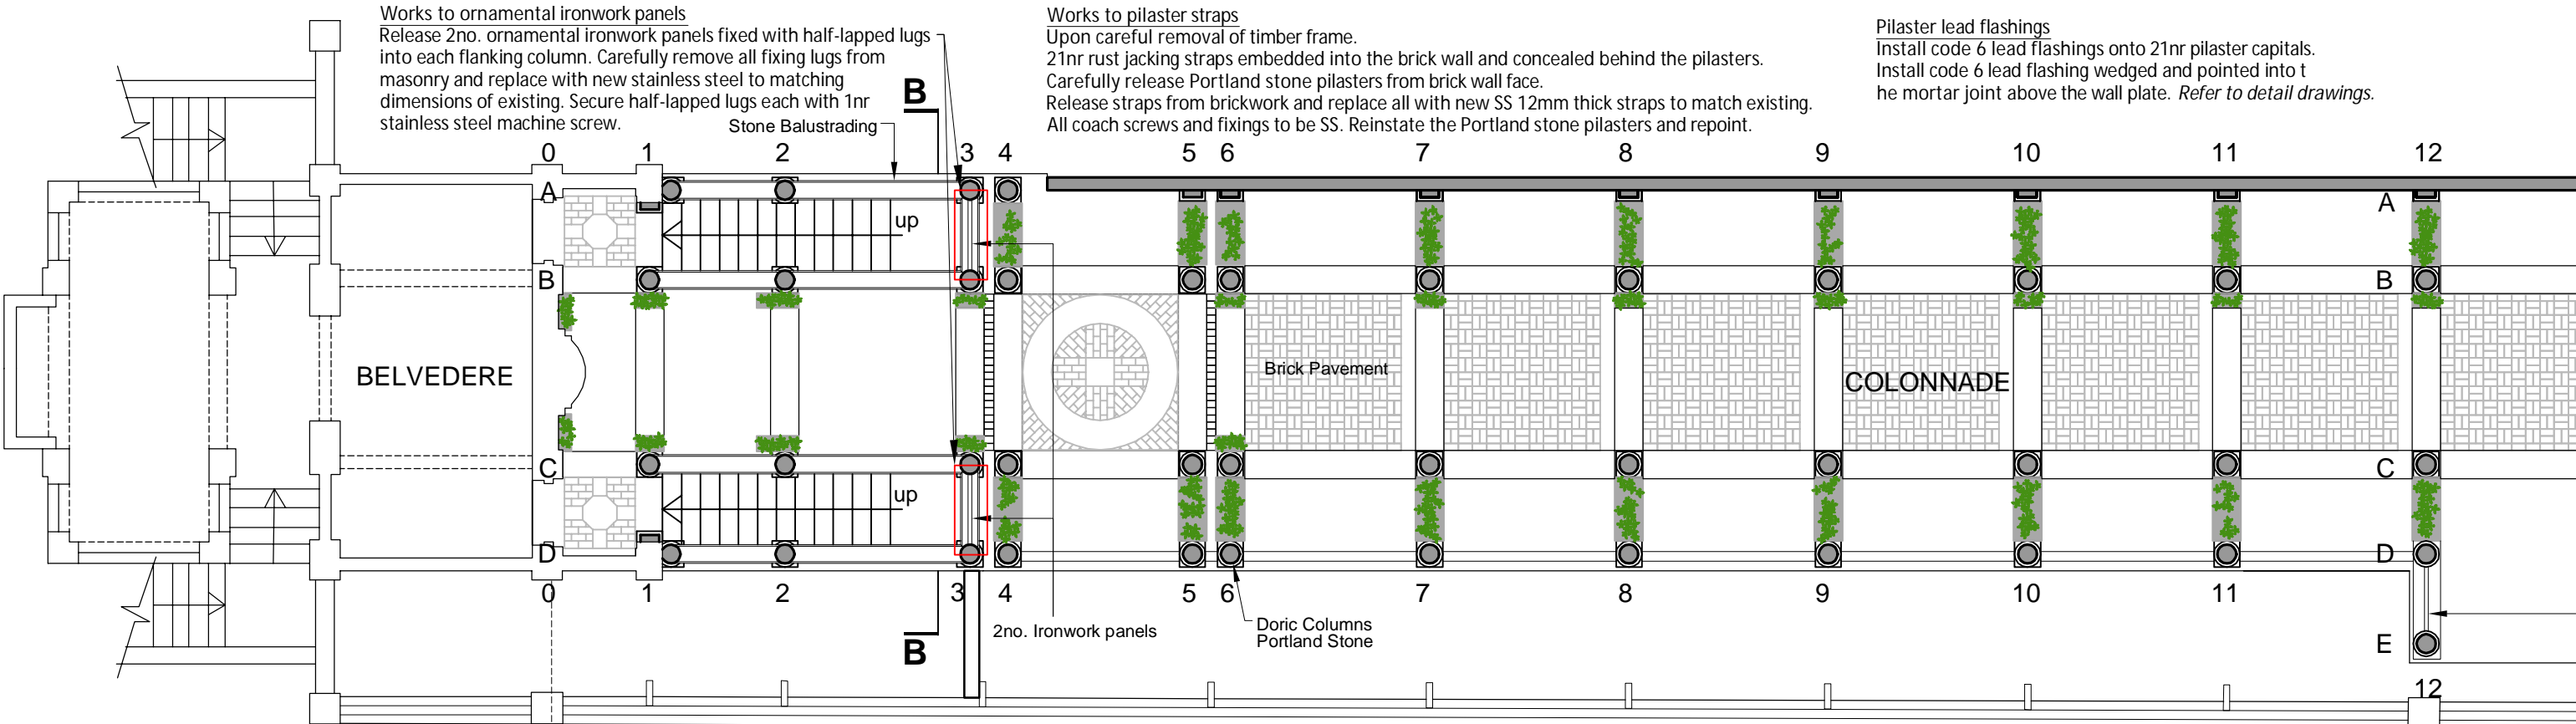 Works to ornamental ironwork panels
Release 2no. ornamental ironwork panels fixed with half-lapped lugs
into each flanking column. Carefully remove all fixing lugs from
masonry and replace with new stainless steel to matching
dimensions of existing. Secure half-lapped lugs each with 1nr
stainless steel machine screw.
Works to pilaster straps
Upon careful removal of timber frame.
21nr rust jacking straps embedded into the brick wall and concealed behind the pilasters.
Carefully release Portland stone pilasters from brick wall face.
Release straps from brickwork and replace all with new SS 12mm thick straps to match existing.
All coach screws and fixings to be SS. Reinstate the Portland stone pilasters and repoint.
Pilaster lead flashings
Install code 6 lead flashings onto 21nr pilaster capitals.
Install code 6 lead flashing wedged and pointed into t
he mortar joint above the wall plate. Refer to detail drawings.
B
Stone Balustrading
0 1 2 3 4 5 6 7 8 9 10 11 12
A
A
up
B
B
BELVEDERE
Brick Pavement
COLONNADE
C
C
up
D
D
0 1 2 3 4 5 6 7 8 9 10 11
2no. Ironwork panels
Doric Columns
Portland Stone
B
E
12